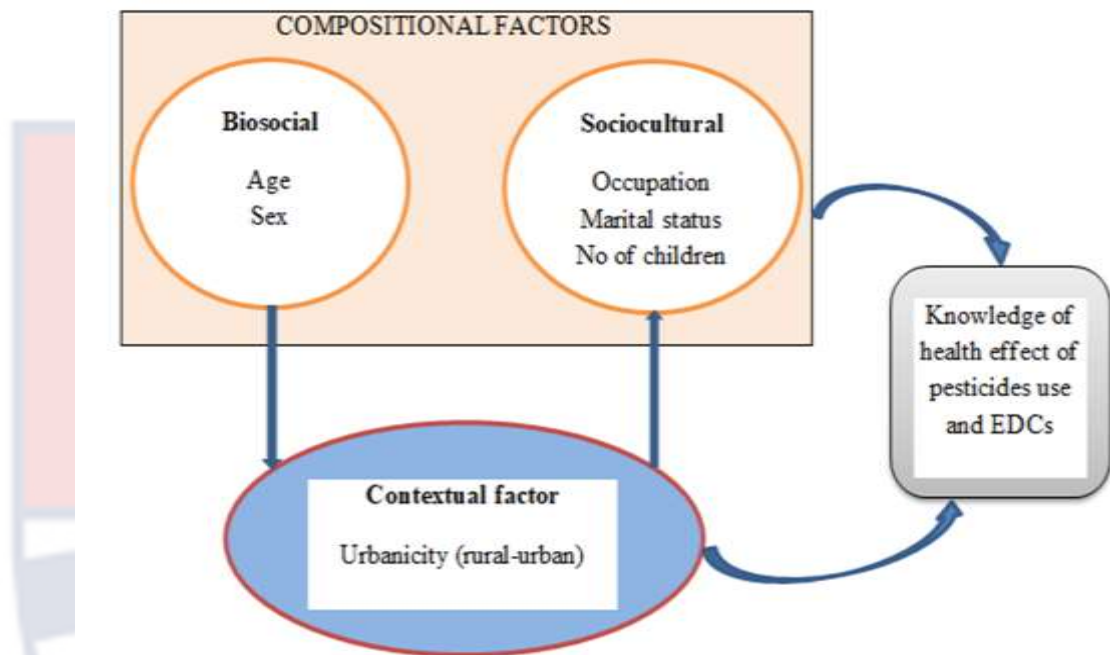 COMPOSITIONAL FACTORS
Biosocial
Age
Sex
Sociocultural
Occupation
Marital status
No of children
Knowledge of
health effect of
pesticides use
and EDCs
Contextual factor
Urbanicity (rural-urban)